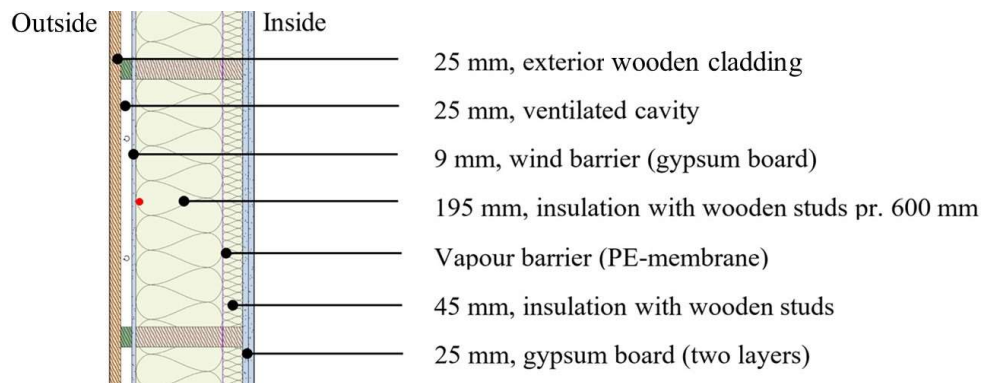 Outside
Inside
25 mm, exterior wooden cladding
25 mm, ventilated cavity
9 mm, wind barrier (gypsum board)
195 mm, insulation with wooden studs pr. 600 mm
Vapour barrier (PE-membrane)
45 mm, insulation with wooden studs
25 mm, gypsum board (two layers)